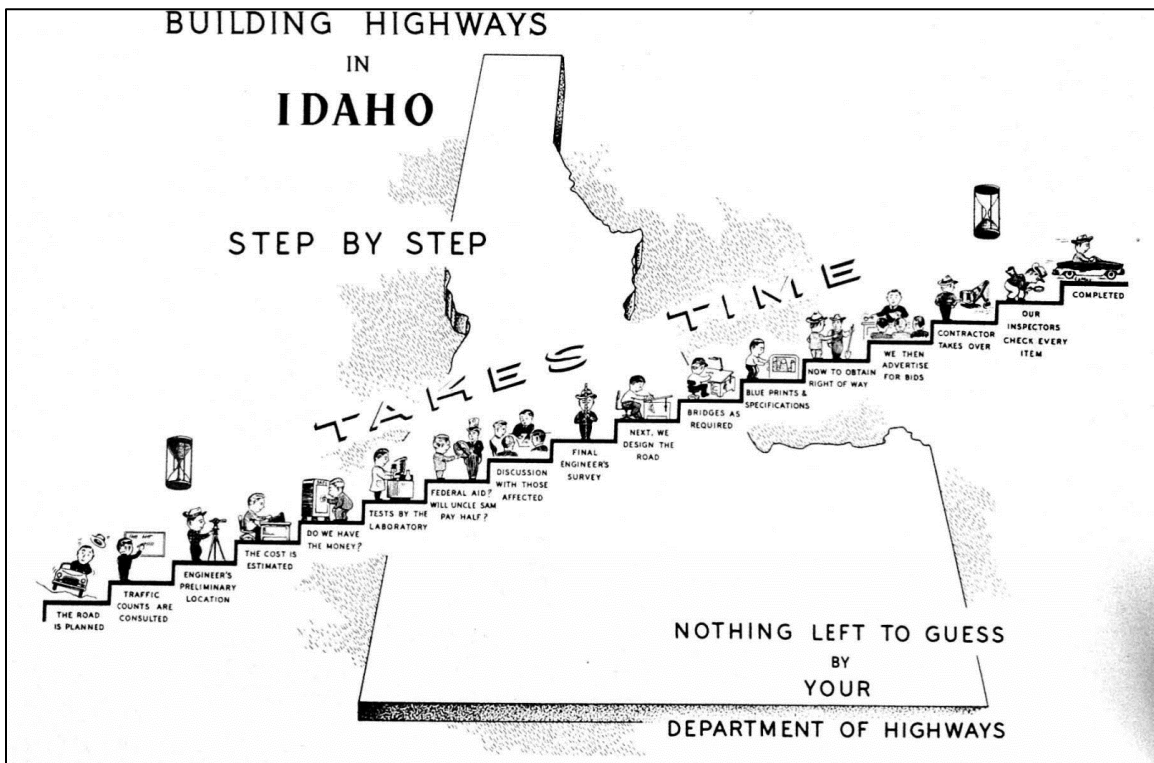 BUILDING HIGHWAYS
IN
IDAHO
STEP BY STEP
TAKES TIME
THE ROAD
IS PLANNED
TRAFFIC
COUNTS ARE
CONSULTED
ENGINEER'S
PRELIMINARY
LOCATION
THE COST IS
ESTIMATED
DO WE HAVE
THE MONEY?
TESTS BY THE
LABORATORY
FEDERAL AID?
WILL UNCLE SAM
PAY HALF?
DISCUSSION
WITH THOSE
AFFECTED
FINAL
ENGINEER'S
SURVEY
NEXT, WE
DESIGN THE
ROAD
BRIDGES AS
REQUIRED
BLUE PRINTS &
SPECIFICATIONS
NOW TO OBTAIN
RIGHT OF WAY
WE THEN
ADVERTISE
FOR BIDS
CONTRACTOR
TAKES OVER
OUR
INSPECTORS
CHECK EVERY
ITEM
COMPLETED
NOTHING LEFT TO GUESS
BY
YOUR
DEPARTMENT OF HIGHWAYS